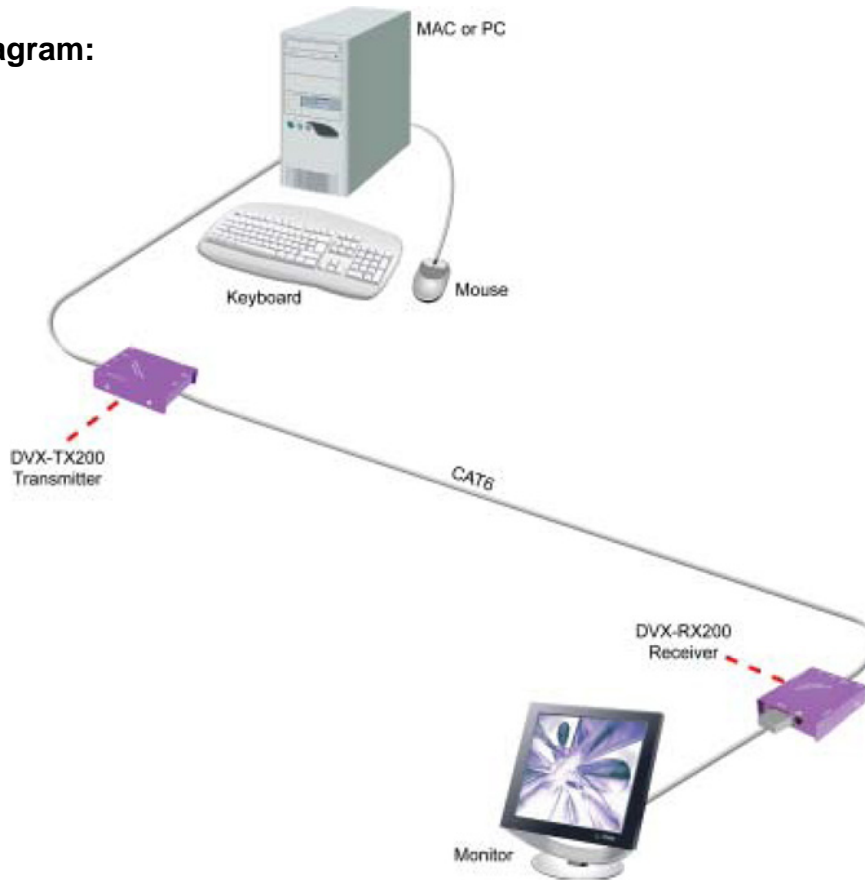 agram:
MAC or PC
Keyboard
Mouse
DVX-TX200
Transmitter
CAT6
DVX-RX200
Receiver
Monitor